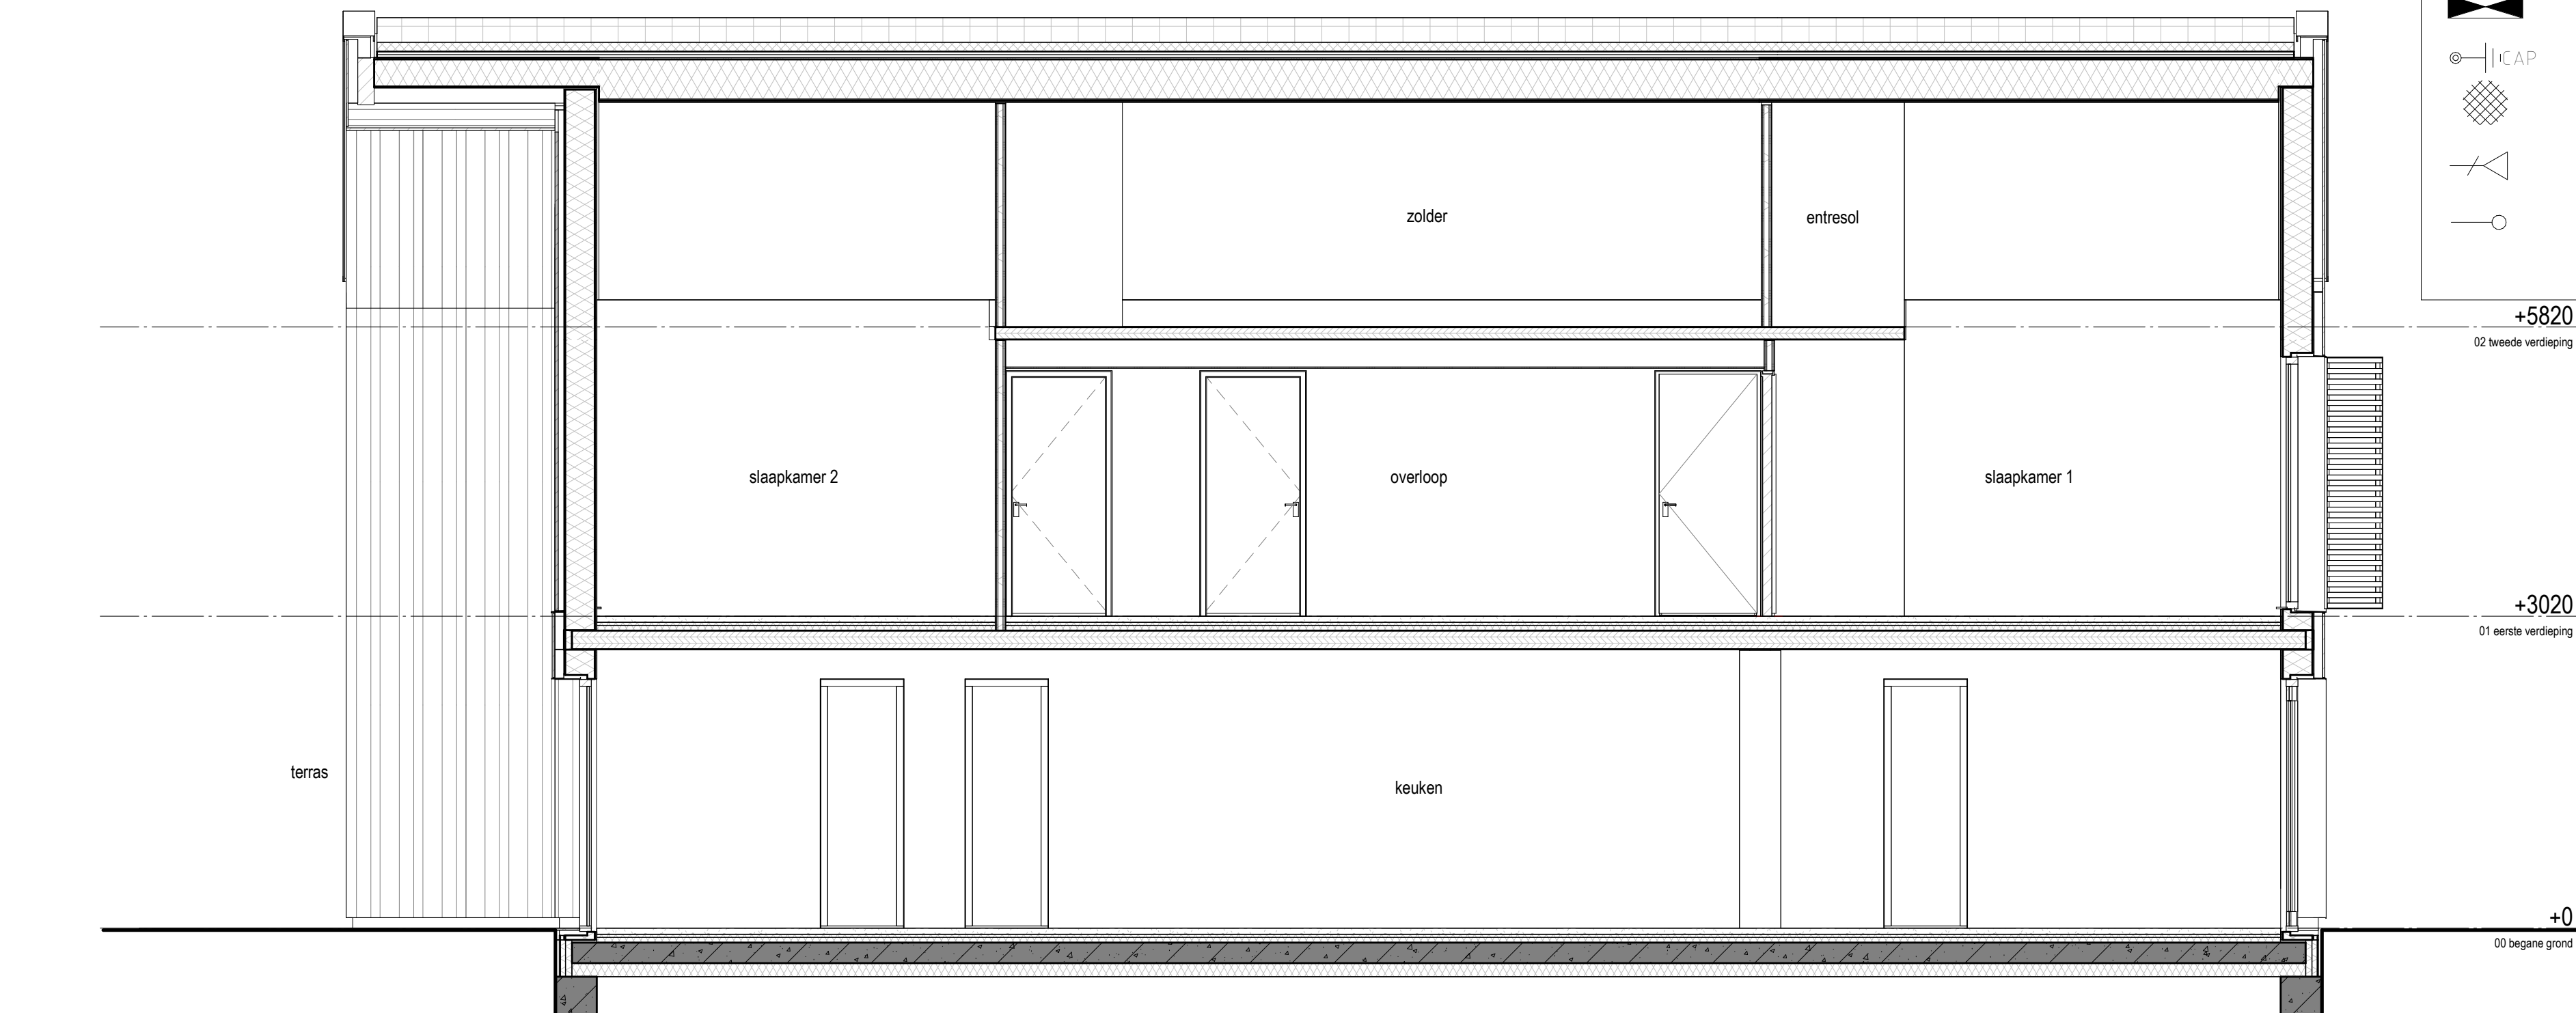 CAP
zolder
entresol
+5820
02 tweede verdieping
slaapkamer 2
overloop
slaapkamer 1
+3020
01 eerste verdieping
terras
keuken
+0
00 begane grond